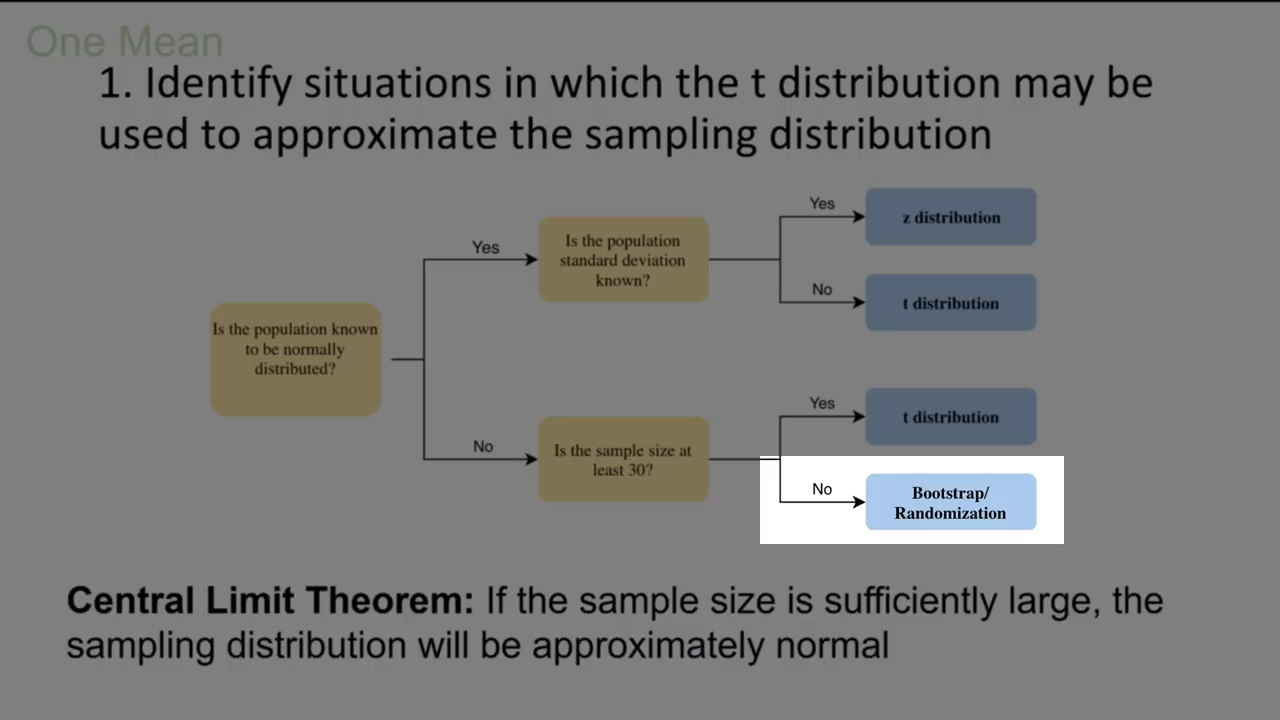 One Mean
1. Identify situations in which the t distribution may be
used to approximate the sampling distribution
Is the population known
to be normally
distributed?
Yes
Is the population
standard deviation
known?
Yes
z distribution
No
t distribution
No
Is the sample size at
least 30?
Yes
t distribution
No
Bootstrap/
Randomization
Central Limit Theorem: If the sample size is sufficiently large, the
sampling distribution will be approximately normal